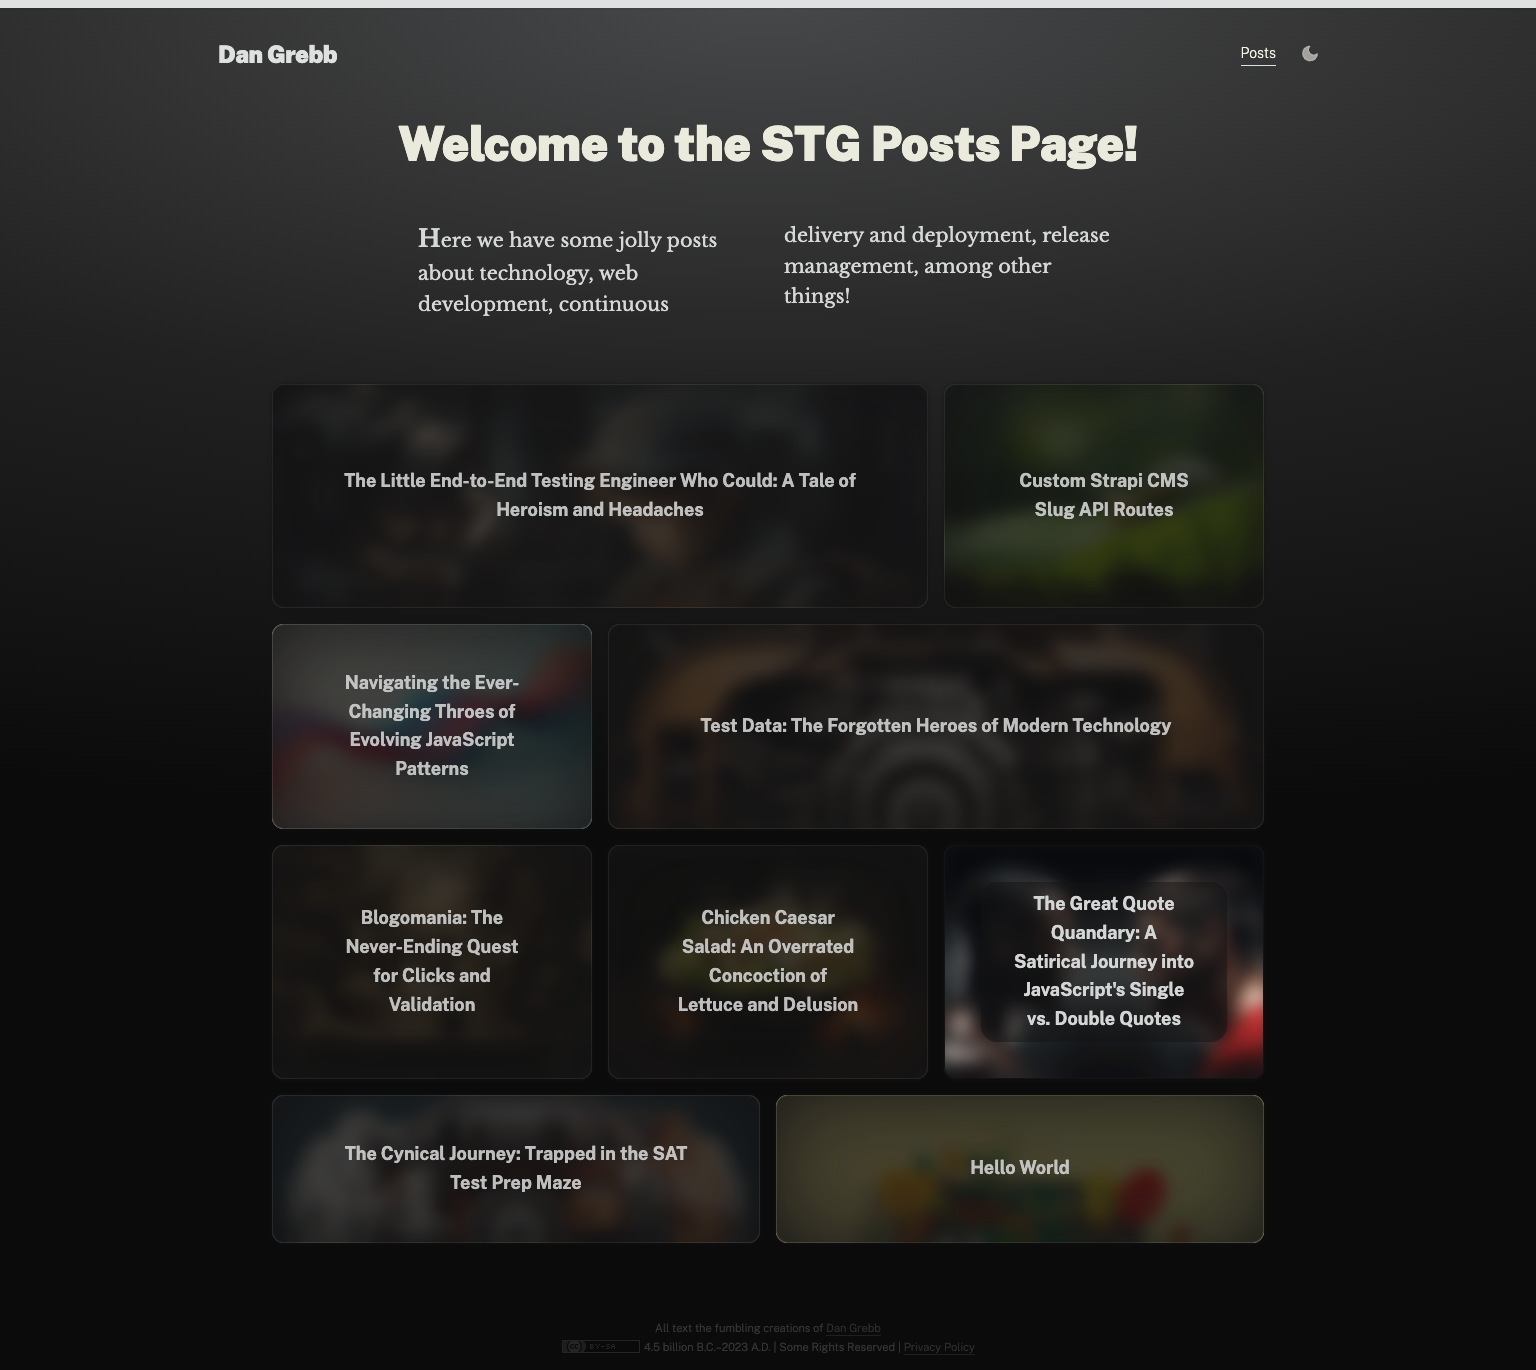 Dan Grebb
Posts
Welcome to the STG Posts Page!
Here we have some jolly posts
about technology, web
development, continuous
delivery and deployment, release
management, among other
things!
The Little End-to-End Testing Engineer Who Could: A Tale of
Heroism and Headaches
Custom Strapi CMS
Slug API Routes
Navigating the Ever-
Changing Throes of
Evolving JavaScript
Patterns
Test Data: The Forgotten Heroes of Modern Technology
Blogomania: The
Never-Ending Quest
for Clicks and
Validation
Chicken Caesar
Salad: An Overrated
Concoction of
Lettuce and Delusion
The Great Quote
Quandary: A
Satirical Journey into
JavaScript's Single
vs. Double Quotes
The Cynical Journey: Trapped in the SAT
Test Prep Maze
Hello World
All text the fumbling creations of Dan Grebb
cc BY-SA 4.5 billion B.C.–2023 A.D. | Some Rights Reserved | Privacy Policy